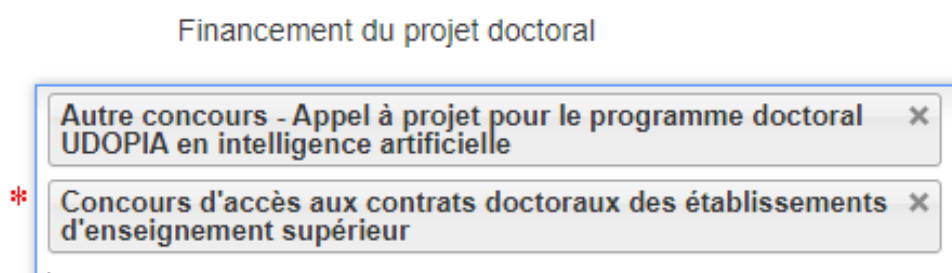 Financement du projet doctoral
Autre concours - Appel à projet pour le programme doctoral
UDOPIA en intelligence artificielle
*
Concours d'accès aux contrats doctoraux des établissements
d'enseignement supérieur